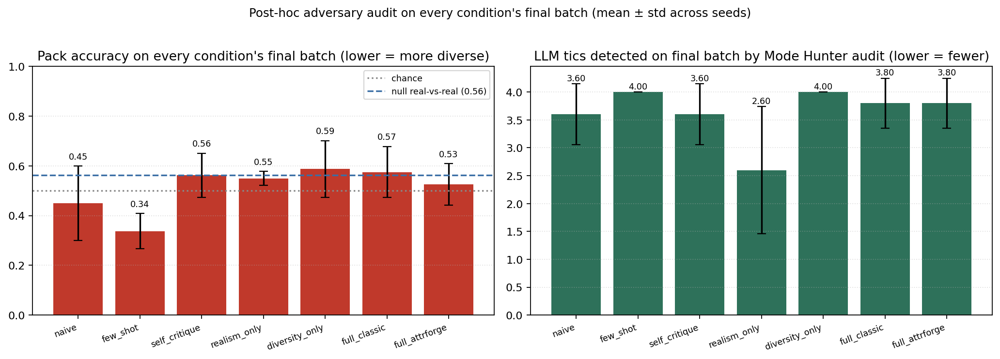 Post-hoc adversary audit on every condition's final batch (mean ± std across seeds)
Pack accuracy on every condition's final batch (lower = more diverse)
1.0
0.8
0.6
0.4
0.2
0.0
chance
null real-vs-real (0.56)
0.45
0.34
0.56
0.55
0.59
0.57
0.53
naive
few_shot
self_critique
realism_only
diversity_only
full_classic
full_attrforge
LLM tics detected on final batch by Mode Hunter audit (lower = fewer)
4.0
3.5
3.0
2.5
2.0
1.5
1.0
0.5
0.0
3.60
4.00
3.60
2.60
4.00
3.80
3.80
naive
few_shot
self_critique
realism_only
diversity_only
full_classic
full_attrforge